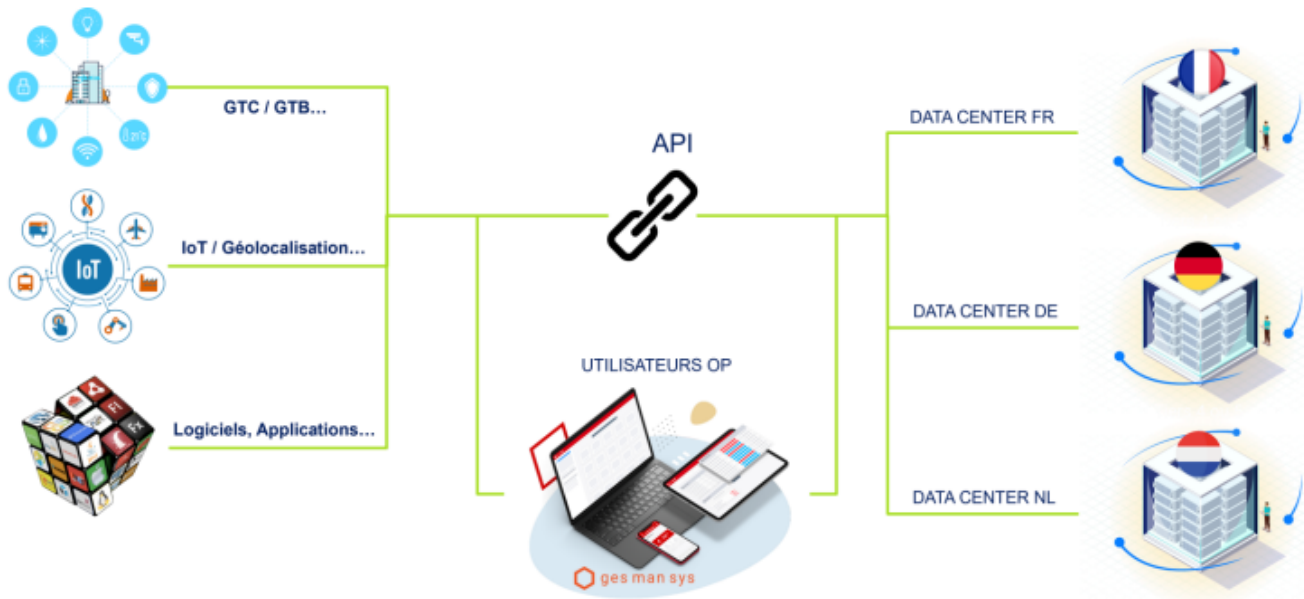 GTC / GTB...
25°C
IoT / Géolocalisation...
IoT
Logiciels, Applications...
API
UTILISATEURS OP
ges man sys
DATA CENTER FR
DATA CENTER DE
DATA CENTER NL